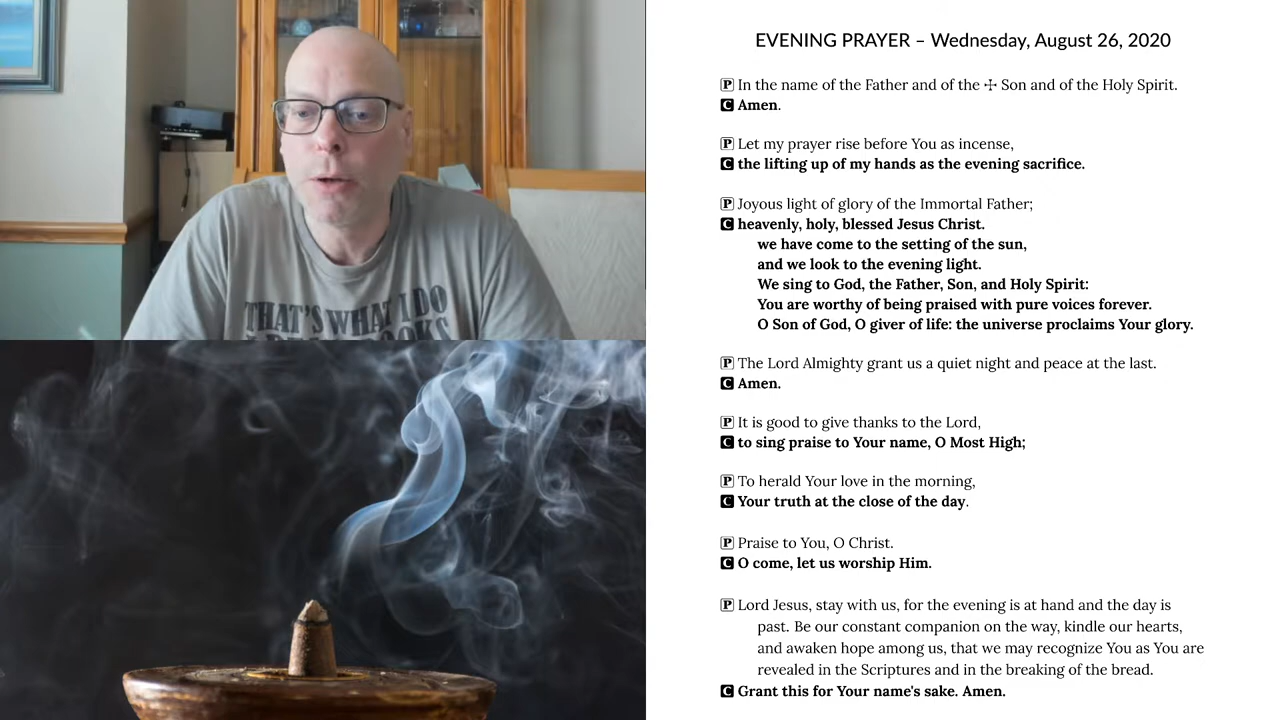 THAT'S WHAT I DO
EVENING PRAYER – Wednesday, August 26, 2020
P In the name of the Father and of the ☩ Son and of the Holy Spirit.
C Amen.
P Let my prayer rise before You as incense,
C the lifting up of my hands as the evening sacrifice.
P Joyous light of glory of the Immortal Father;
C heavenly, holy, blessed Jesus Christ.
we have come to the setting of the sun,
and we look to the evening light.
We sing to God, the Father, Son, and Holy Spirit:
You are worthy of being praised with pure voices forever.
O Son of God, O giver of life: the universe proclaims Your glory.
P The Lord Almighty grant us a quiet night and peace at the last.
C Amen.
P It is good to give thanks to the Lord,
C to sing praise to Your name, O Most High;
P To herald Your love in the morning,
C Your truth at the close of the day.
P Praise to You, O Christ.
C O come, let us worship Him.
P Lord Jesus, stay with us, for the evening is at hand and the day is
past. Be our constant companion on the way, kindle our hearts,
and awaken hope among us, that we may recognize You as You are
revealed in the Scriptures and in the breaking of the bread.
C Grant this for Your name's sake. Amen.